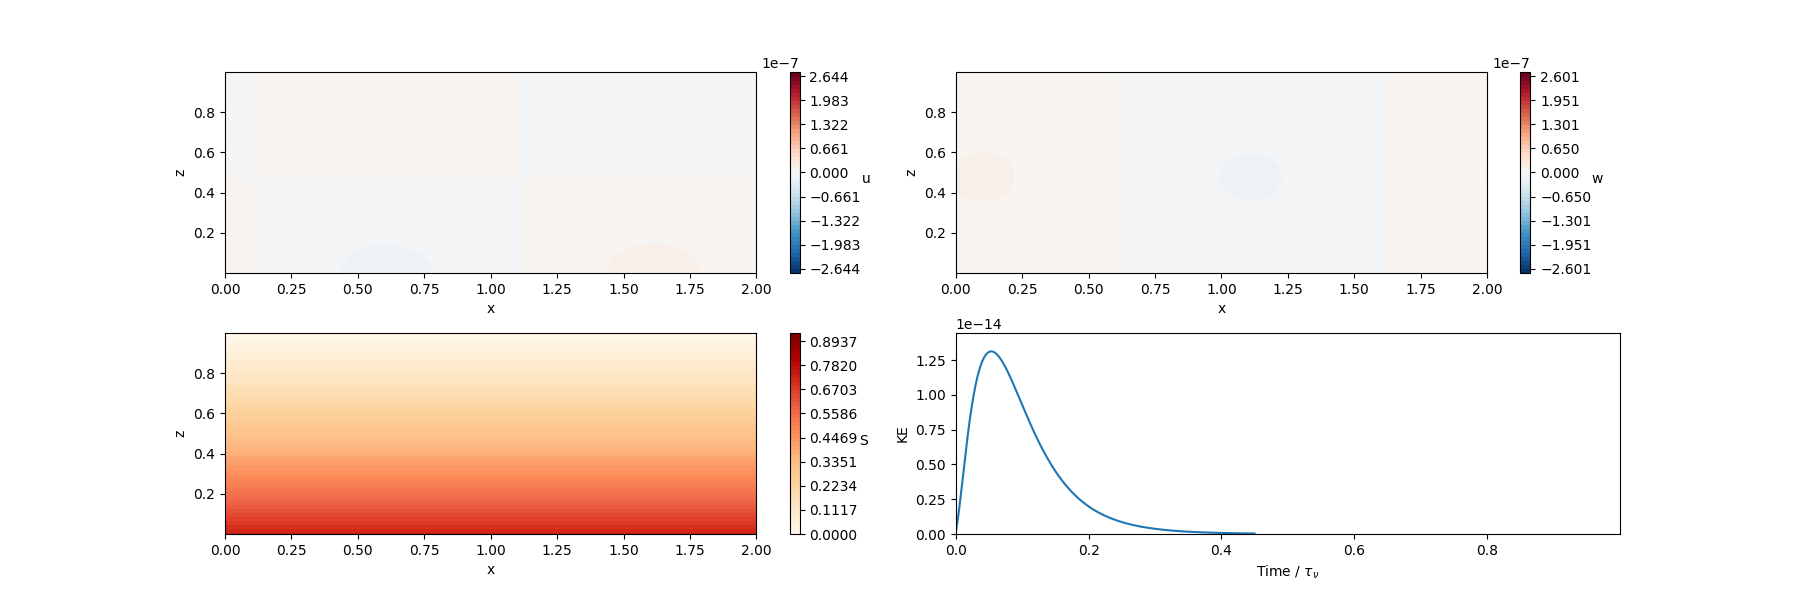 1e−7
2.644
1.983
1.322
0.661
0.000
−0.661
−1.322
−1.983
−2.644
u
z
0.8
0.6
0.4
0.2
0.00 0.25 0.50 0.75 1.00 1.25 1.50 1.75 2.00
x
1e−7
2.601
1.951
1.301
0.650
0.000
−0.650
−1.301
−1.951
−2.601
w
z
0.8
0.6
0.4
0.2
0.00 0.25 0.50 0.75 1.00 1.25 1.50 1.75 2.00
x
0.8937
0.7820
0.6703
0.5586
0.4469
0.3351
0.2234
0.1117
0.0000
S
z
0.8
0.6
0.4
0.2
0.00 0.25 0.50 0.75 1.00 1.25 1.50 1.75 2.00
x
1e−14
KE
1.25
1.00
0.75
0.50
0.25
0.00
0.0 0.2 0.4 0.6 0.8
Time / τν